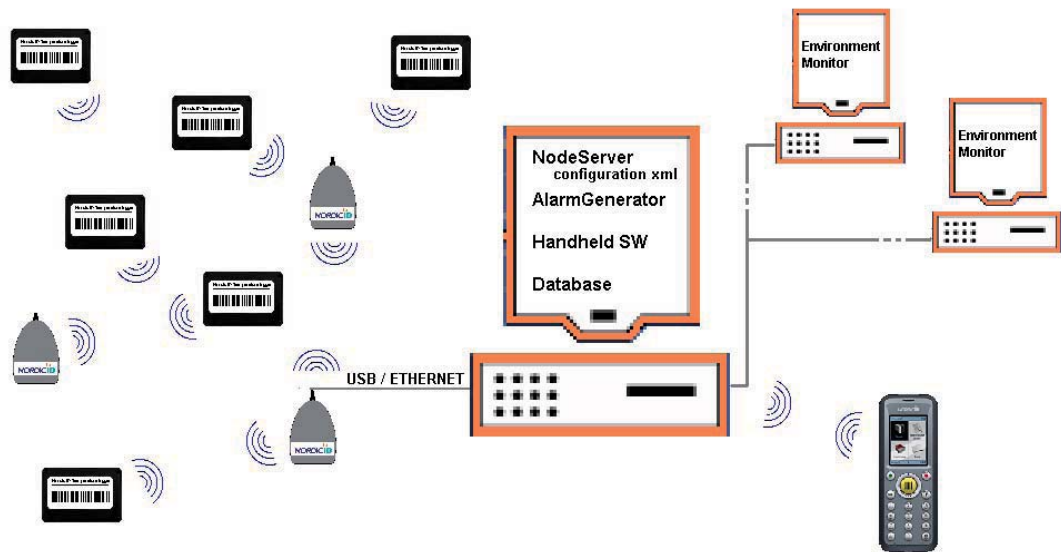 Environment
Monitor
Environment
Monitor
NodeServer
configuration xml
AlarmGenerator
Handheld SW
Database
NORDIC ID
NORDIC ID
USB / ETHERNET
NORDIC ID